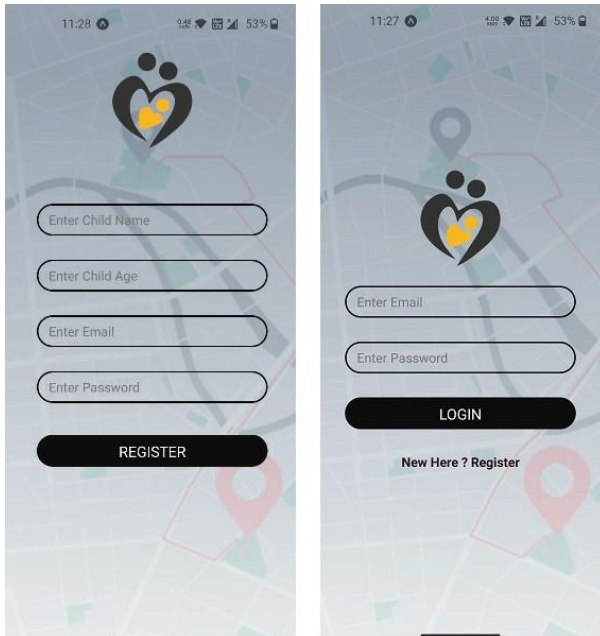 11:28
53%
Enter Child Name
Enter Child Age
Enter Email
Enter Password
REGISTER
11:27
53%
Enter Email
Enter Password
LOGIN
New Here ? Register